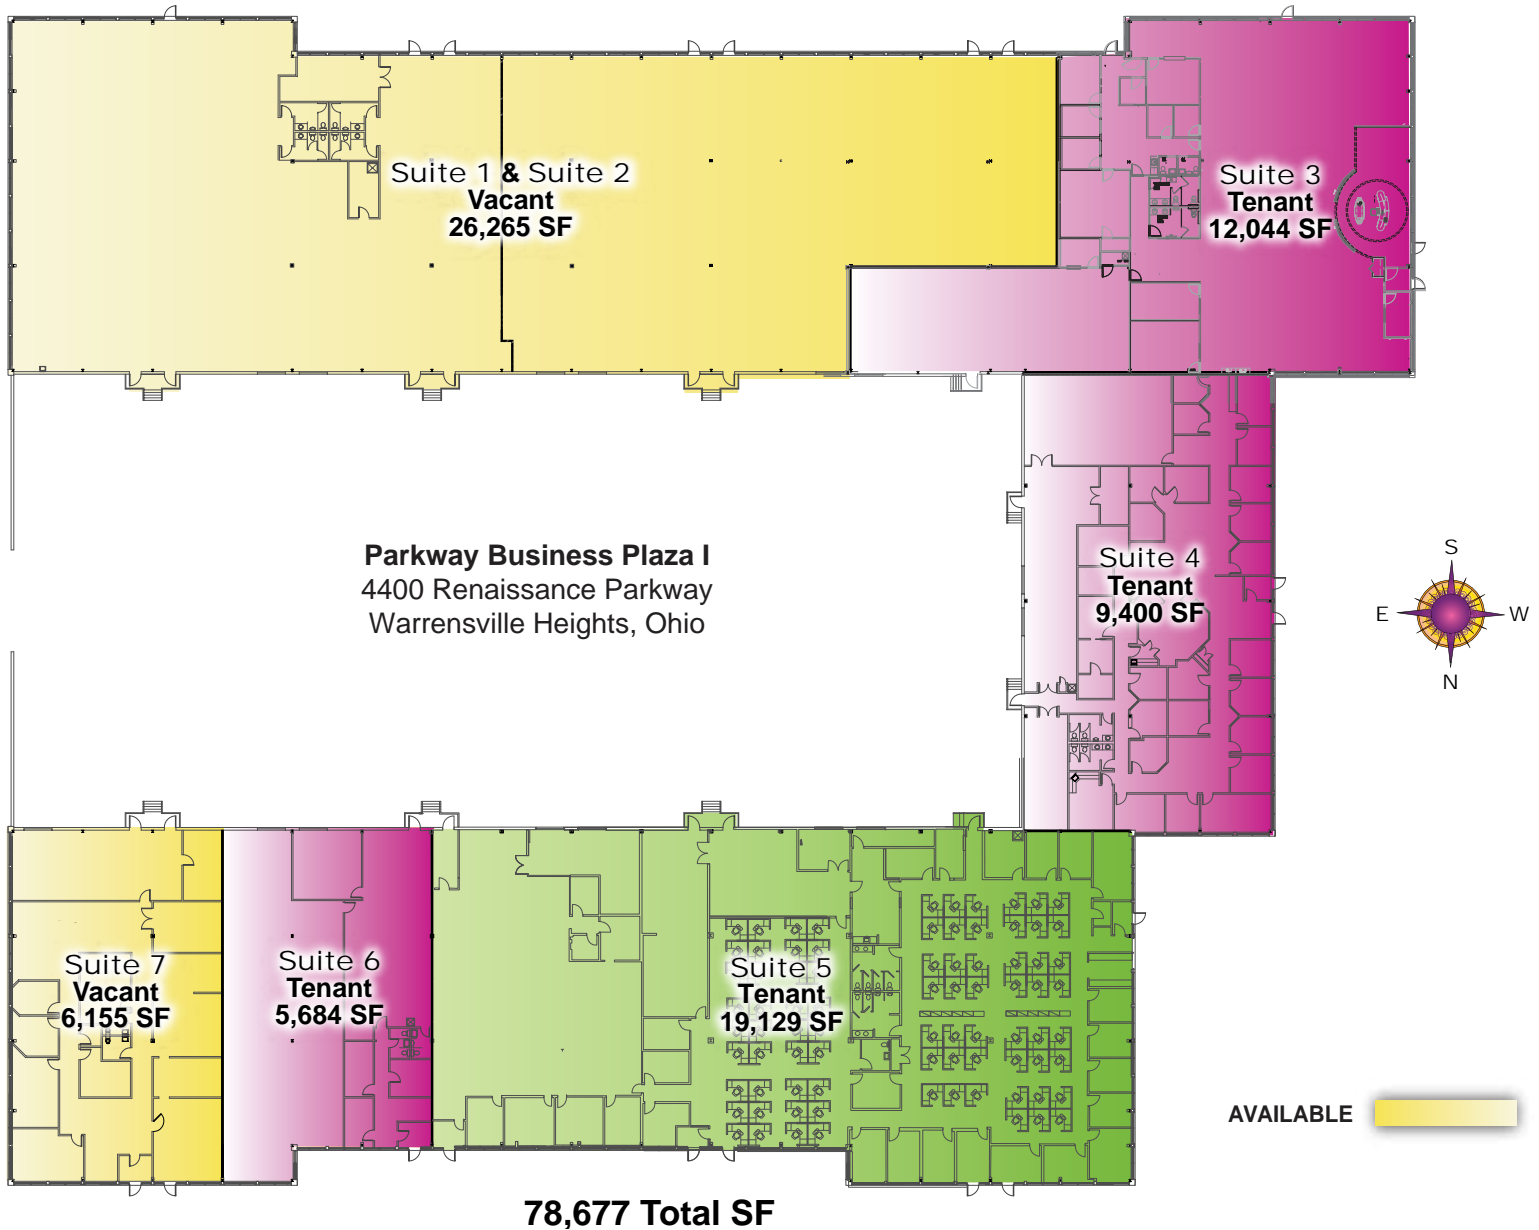 Suite 1 & Suite 2
Vacant
26,265 SF
Suite 3
Tenant
12,044 SF
Parkway Business Plaza I
4400 Renaissance Parkway
Warrensville Heights, Ohio
Suite 4
Tenant
9,400 SF
S
E
W
N
Suite 7
Vacant
6,155 SF
Suite 6
Tenant
5,684 SF
Suite 5
Tenant
19,129 SF
AVAILABLE
78,677 Total SF